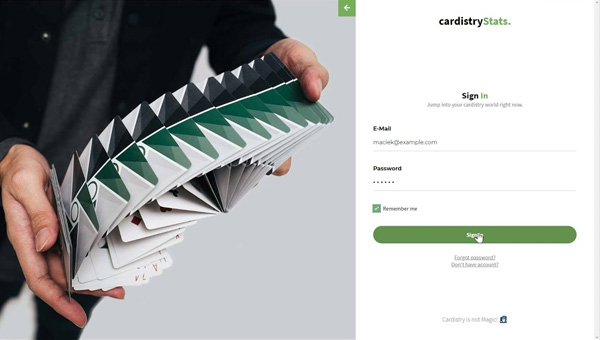 cardistryStats.
Sign In
Jump into your cardistry world right now.
E-Mail
maciek@example.com
Password
••••••
Remember me
Sign In
Forgot password?
Don't have account?
Cardistry is not Magic!